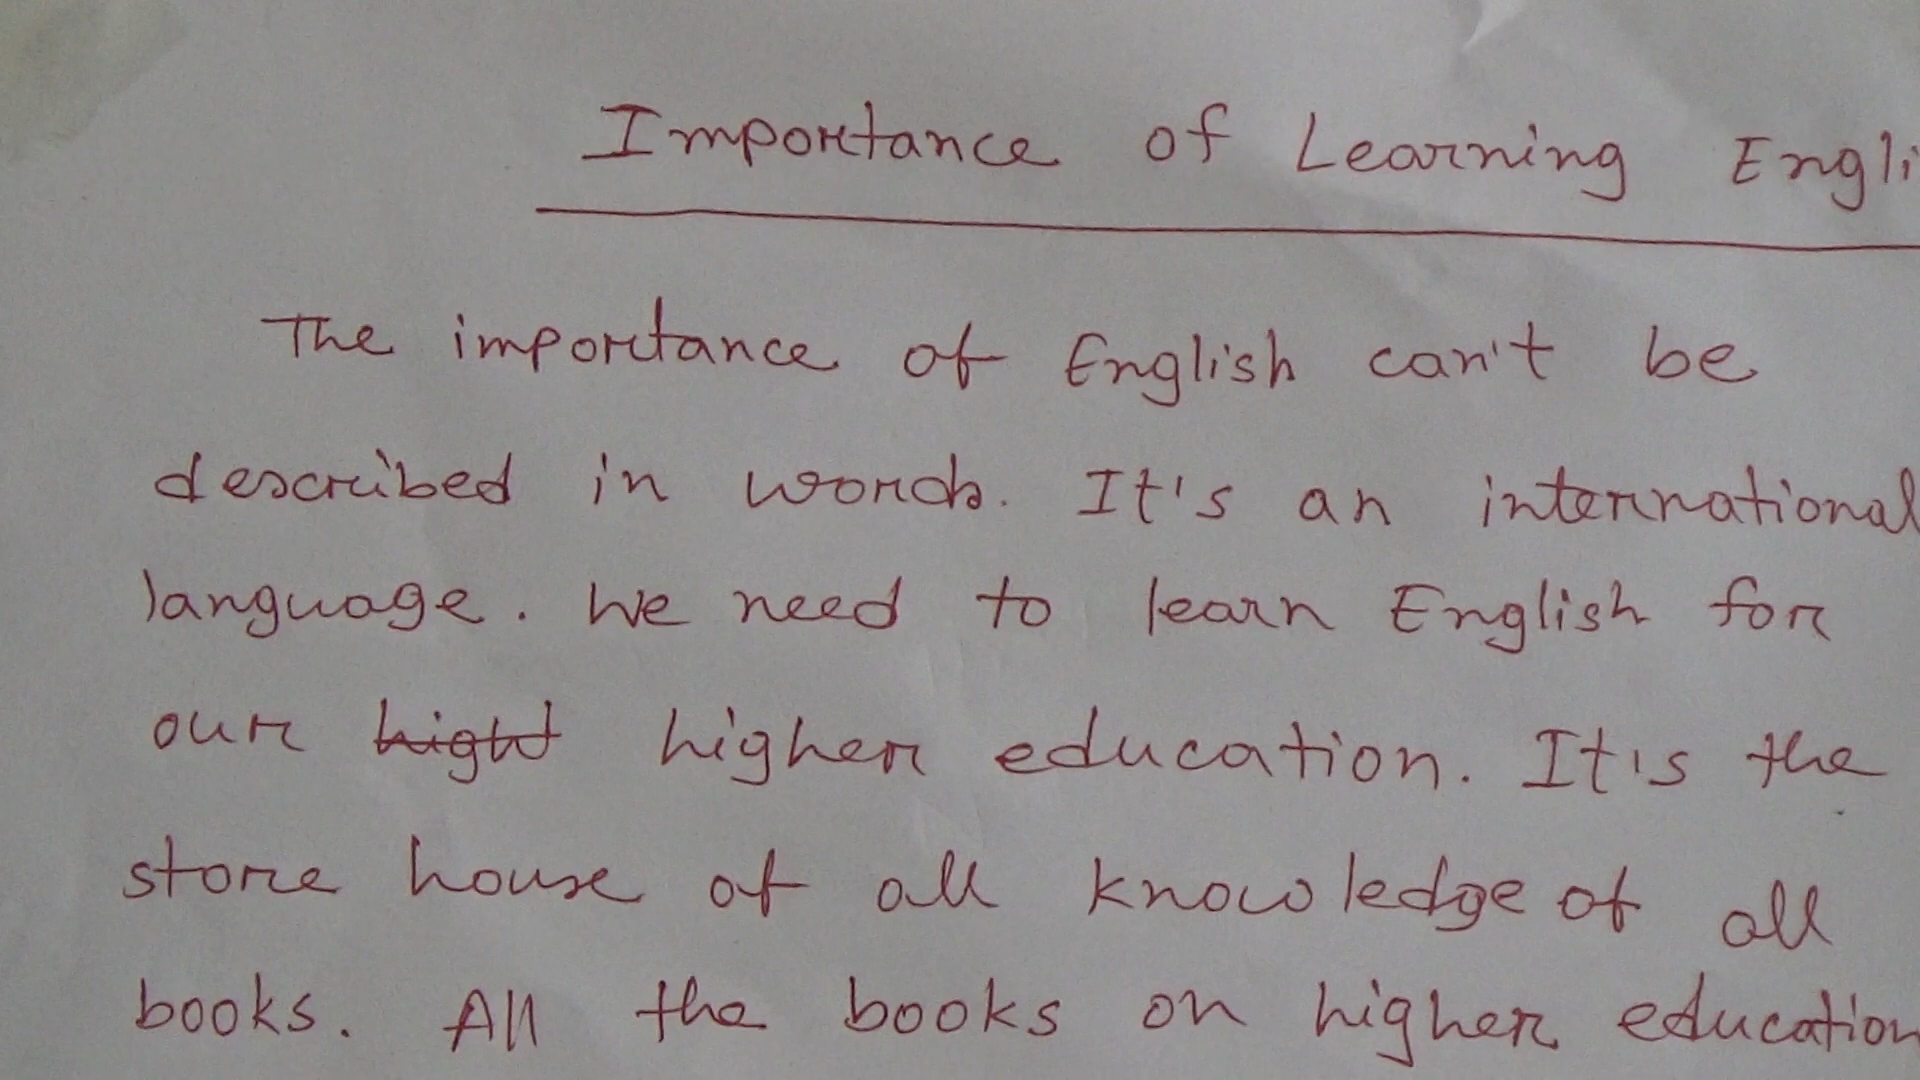 Importance of Learning Engli
The importance of English can't be
described in words. It's an international
language. We need to learn English for
our hight higher education. It's the
store house of all knowledge of all
books. All the books on higher education